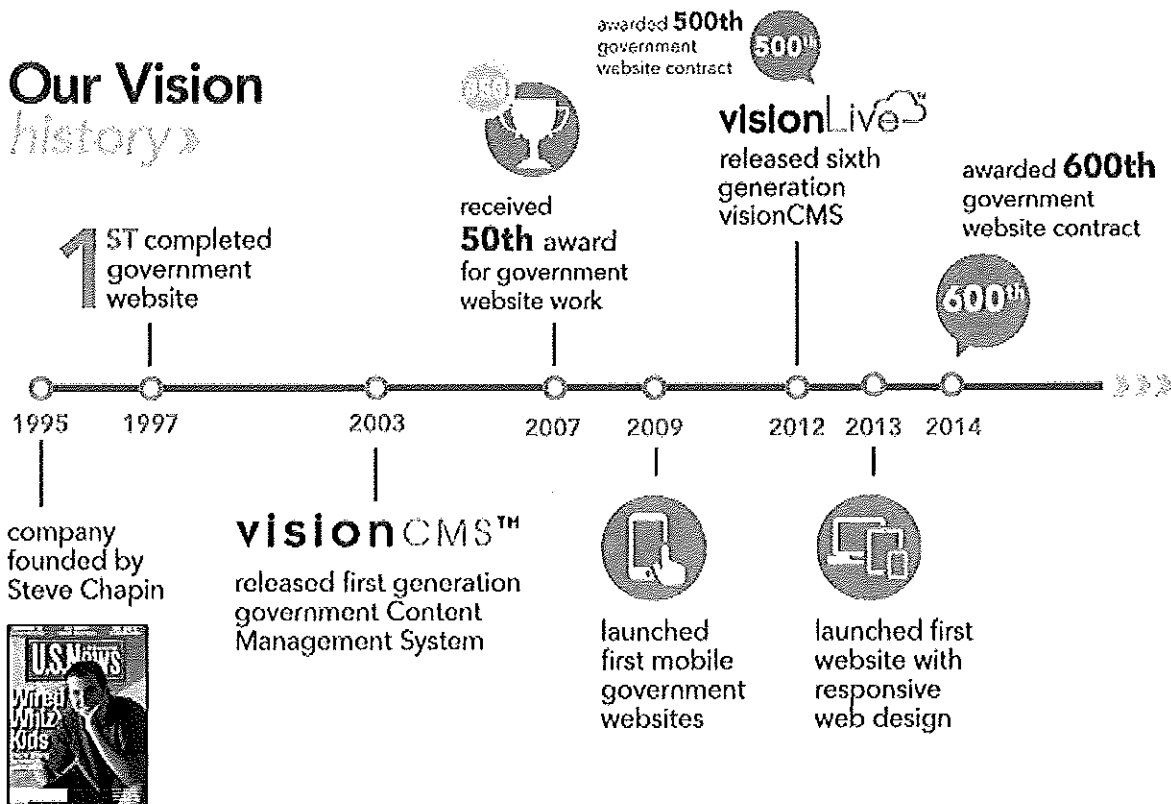 Our Vision
history »
1ST completed
government
website
received
50th award
for government
website work
awarded 500th
government
website contract
500th
visionLive™
released sixth
generation
visionCMS
awarded 600th
government
website contract
600th
1995 1997 2003 2007 2009 2012 2013 2014
company
founded by
Steve Chapin
U.S.News
Wired
Whiz
Kids
visionCMS™
released first generation
government Content
Management System
launched
first mobile
government
websites
launched first
website with
responsive
web design